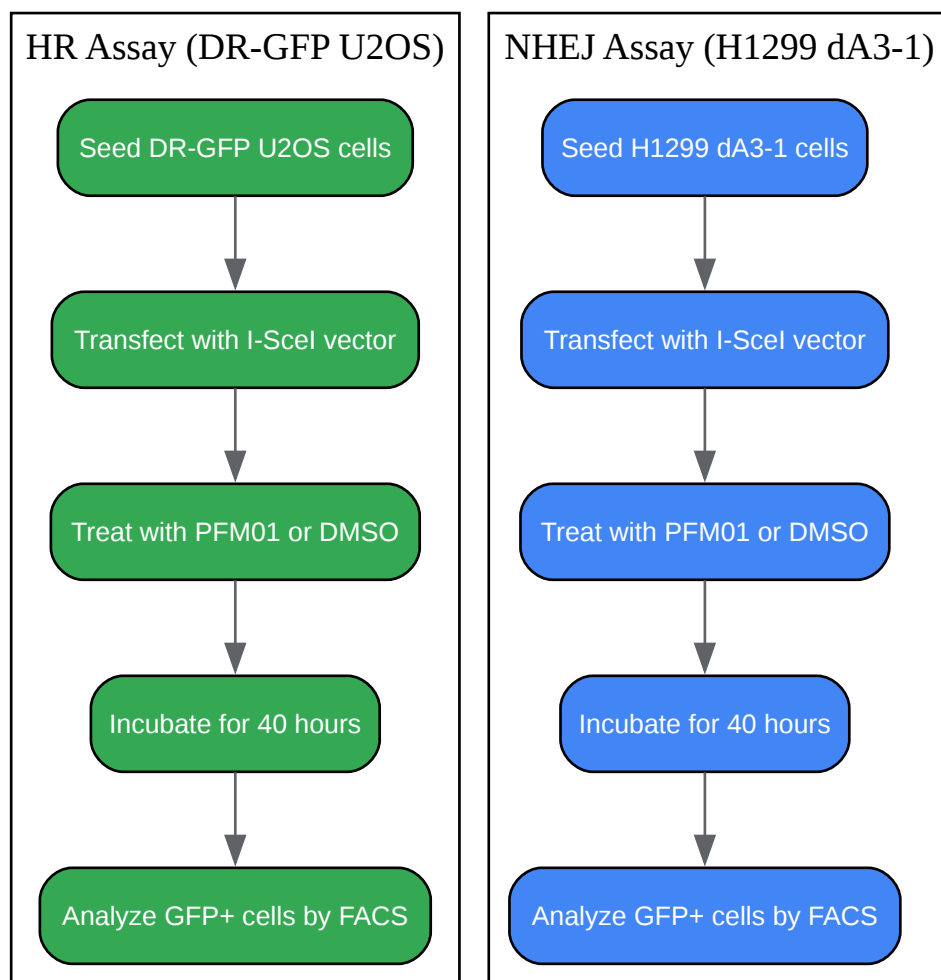 HR Assay (DR-GFP U2OS)
Seed DR-GFP U2OS cells
Transfect with I-SceI vector
Treat with PFM01 or DMSO
Incubate for 40 hours
Analyze GFP+ cells by FACS
NHEJ Assay (H1299 dA3-1)
Seed H1299 dA3-1 cells
Transfect with I-SceI vector
Treat with PFM01 or DMSO
Incubate for 40 hours
Analyze GFP+ cells by FACS